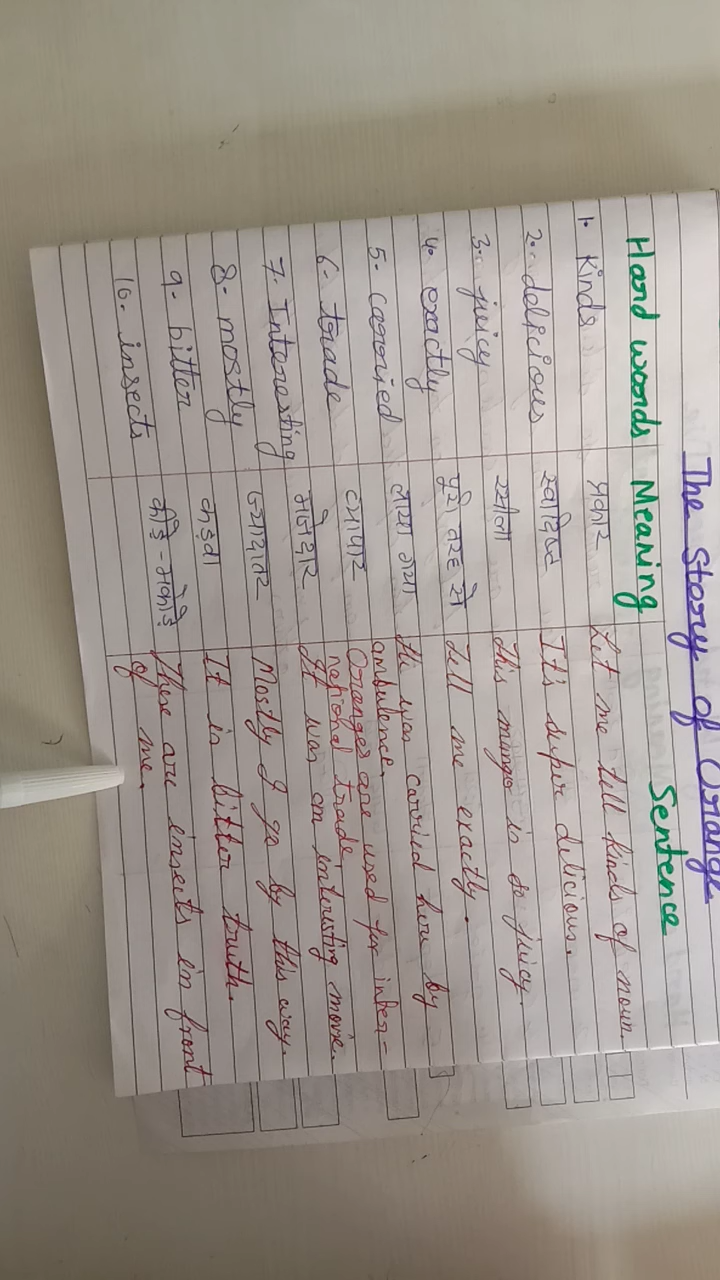 The Story of Orange
Hard words Meaning Sentence
1. Kinds प्रकार Let me tell kinds of noun.
2. delicious स्वादिष्ट It's super delicious.
3. juicy रसीला This mango is so juicy.
4. exactly पूरी तरह से Tell me exactly.
5. carried लाया गया He was carried here by
ambulence.
6. trade व्यापार Oranges are used for inter-
national trade.
7. Interesting मजेदार It was an interesting movie.
8. mostly ज्यादातर Mostly I go by this way.
9. bitter कड़वा It is bitter truth.
10. insects कीड़े-मकोड़े There are insects in front
of me.